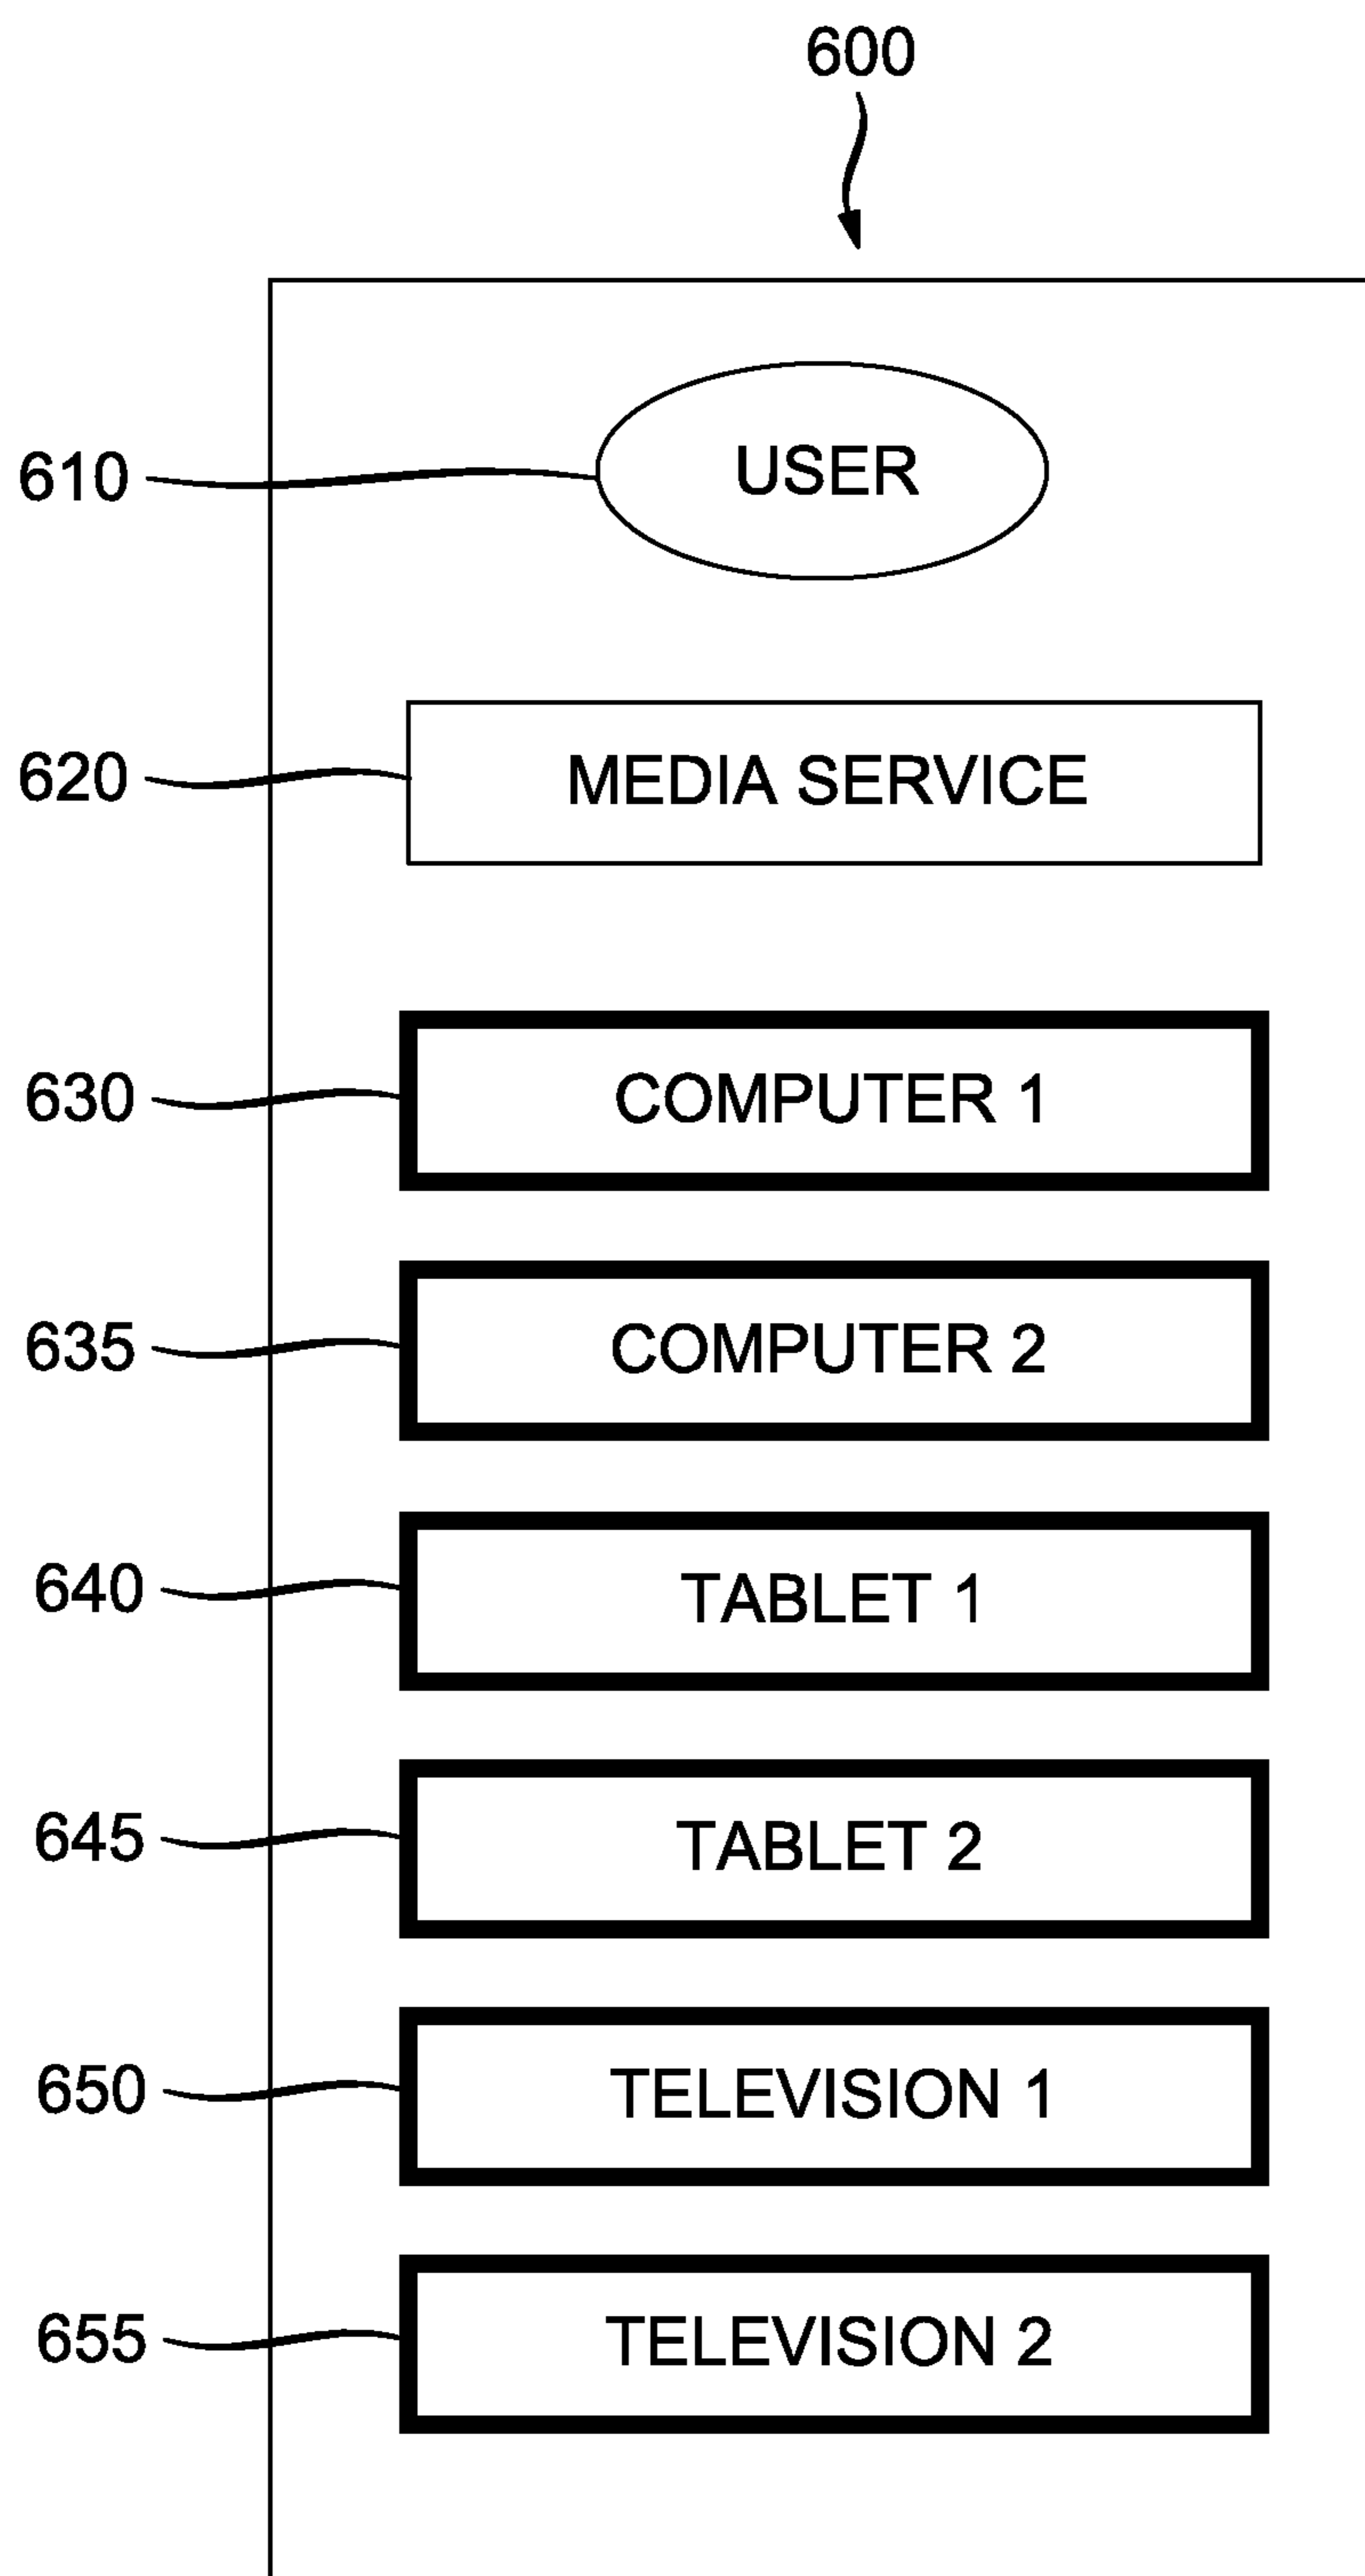 600
610 USER
620 MEDIA SERVICE
630 COMPUTER 1
635 COMPUTER 2
640 TABLET 1
645 TABLET 2
650 TELEVISION 1
655 TELEVISION 2